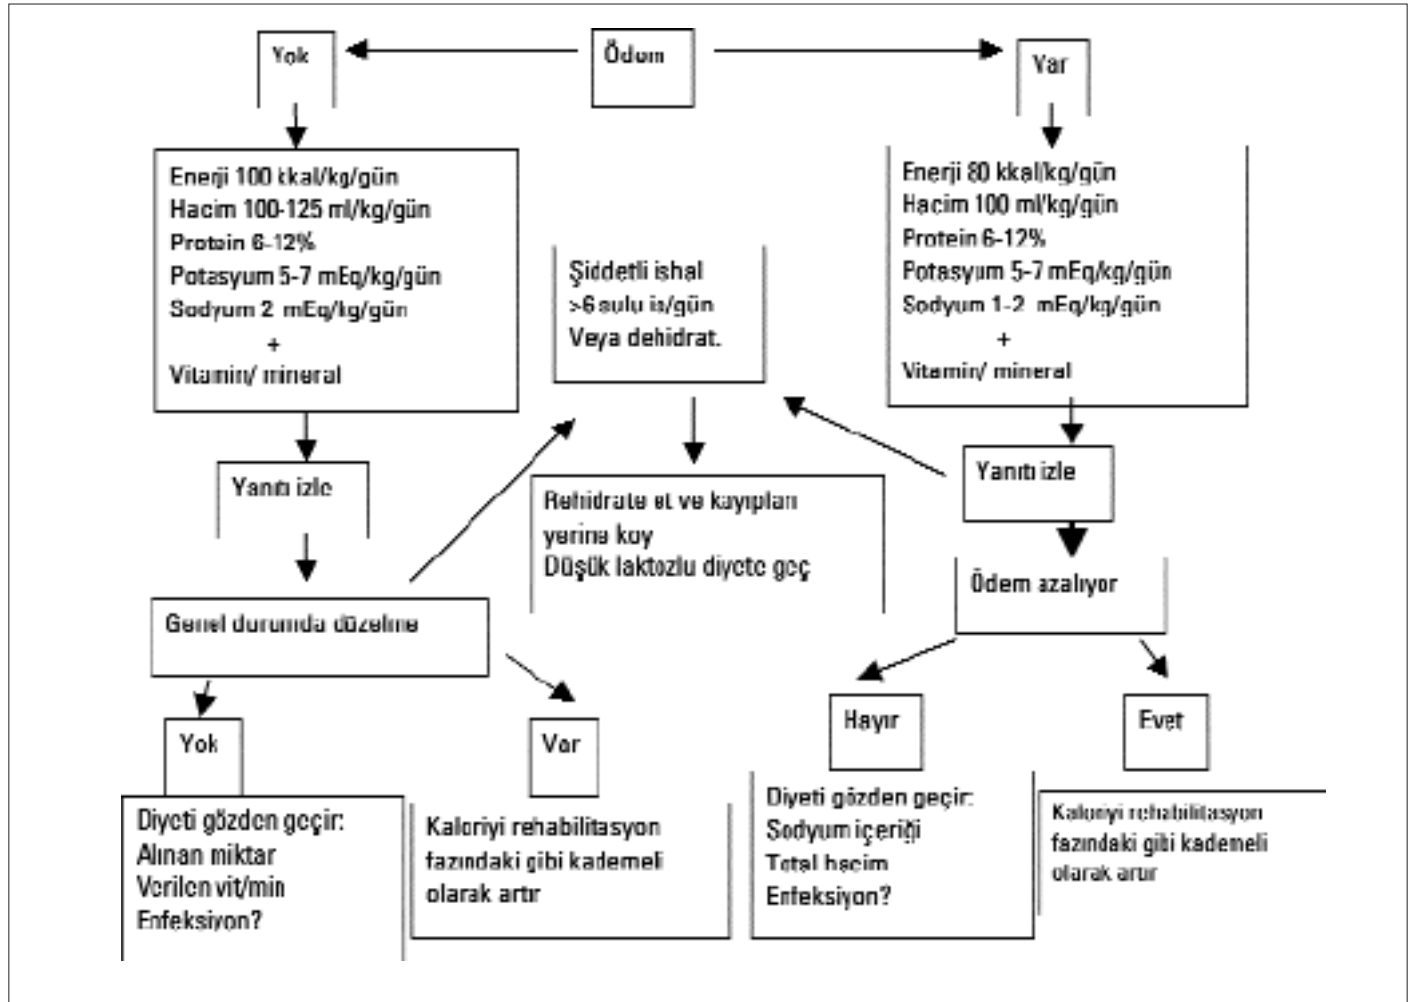 Yok
Ödem
Var
Enerji 100 kkal/kg/gün
Hacim 100-125 ml/kg/gün
Protein 6-12%
Potasyum 5-7 mEq/kg/gün
Sodyum 2 mEq/kg/gün
+
Vitamin/ mineral
Enerji 80 kkal/kg/gün
Hacim 100 ml/kg/gün
Protein 6-12%
Potasyum 5-7 mEq/kg/gün
Sodyum 1-2 mEq/kg/gün
+
Vitamin/ mineral
Şiddetli ishal
>6 sulu is/gün
Veya dehidrat.
Yanıtı izle
Rehidrate et ve kayıpları
yerine koy
Düşük laktozlu diyete geç
Yanıtı izle
Genel durumda düzelme
Ödem azalıyor
Yok
Var
Hayır
Evet
Diyeti gözden geçir:
Alınan miktar
Verilen vit/min
Enfeksiyon?
Kaloriyi rehabilitasyon
fazındaki gibi kademeli
olarak artır
Diyeti gözden geçir:
Sodyum içeriği
Total hacim
Enfeksiyon?
Kaloriyi rehabilitasyon
fazındaki gibi kademeli
olarak artır